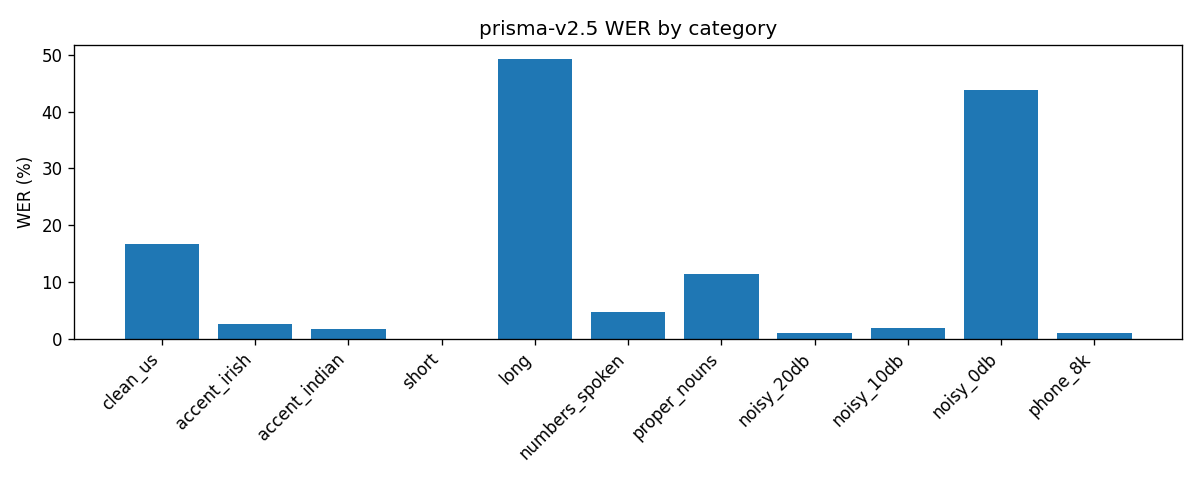 prisma-v2.5 WER by category
WER (%)
50
40
30
20
10
0
clean_us
accent_irish
accent_indian
short
long
numbers_spoken
proper_nouns
noisy_20db
noisy_10db
noisy_0db
phone_8k